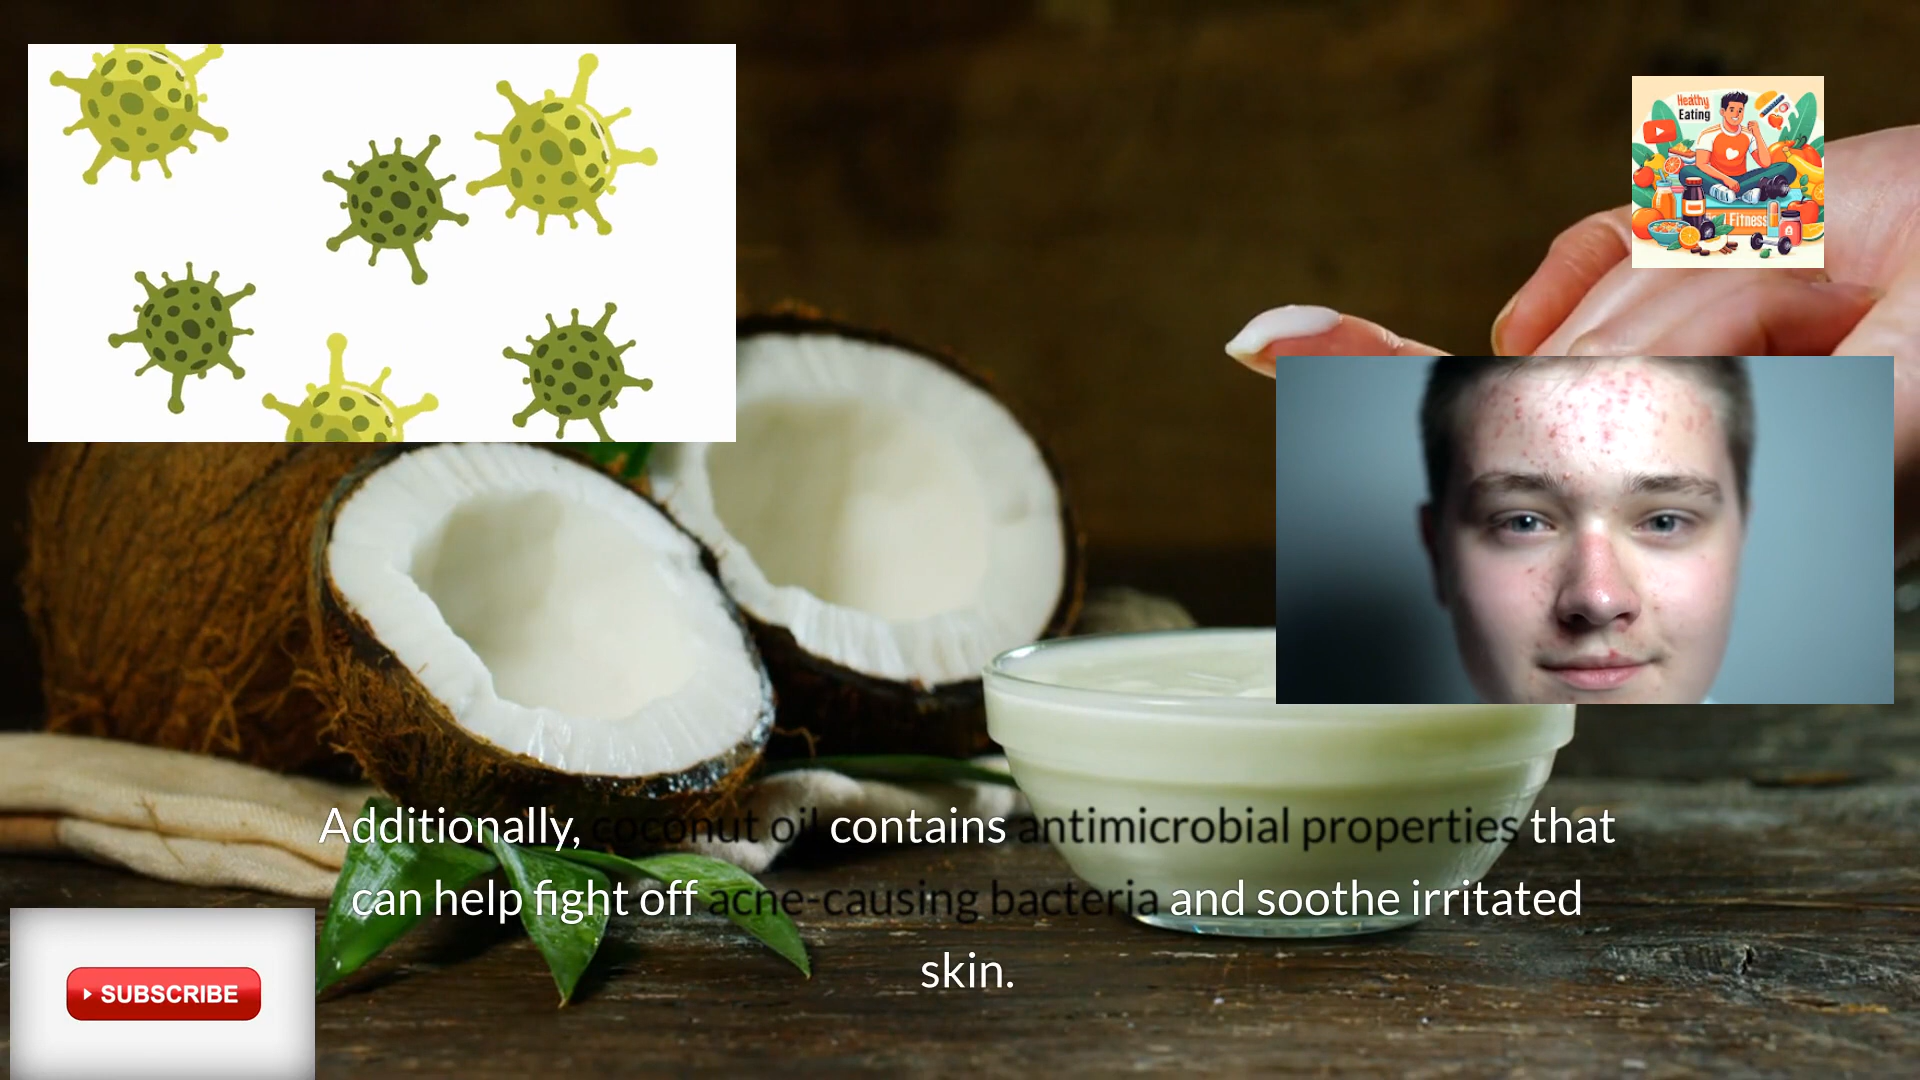 Healthy
Eating
Fitness
Additionally, coconut oil contains antimicrobial properties that
can help fight off acne-causing bacteria and soothe irritated
skin.
SUBSCRIBE